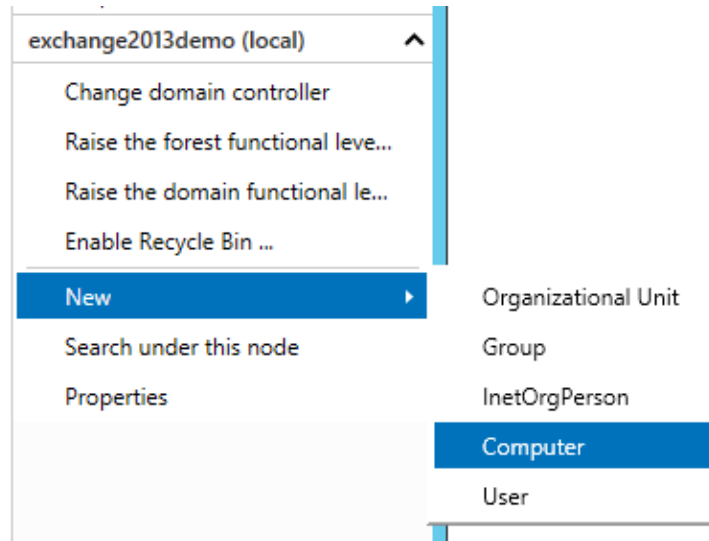 exchange2013demo (local)
Change domain controller
Raise the forest functional leve...
Raise the domain functional le...
Enable Recycle Bin ...
New
Search under this node
Properties
Organizational Unit
Group
InetOrgPerson
Computer
User